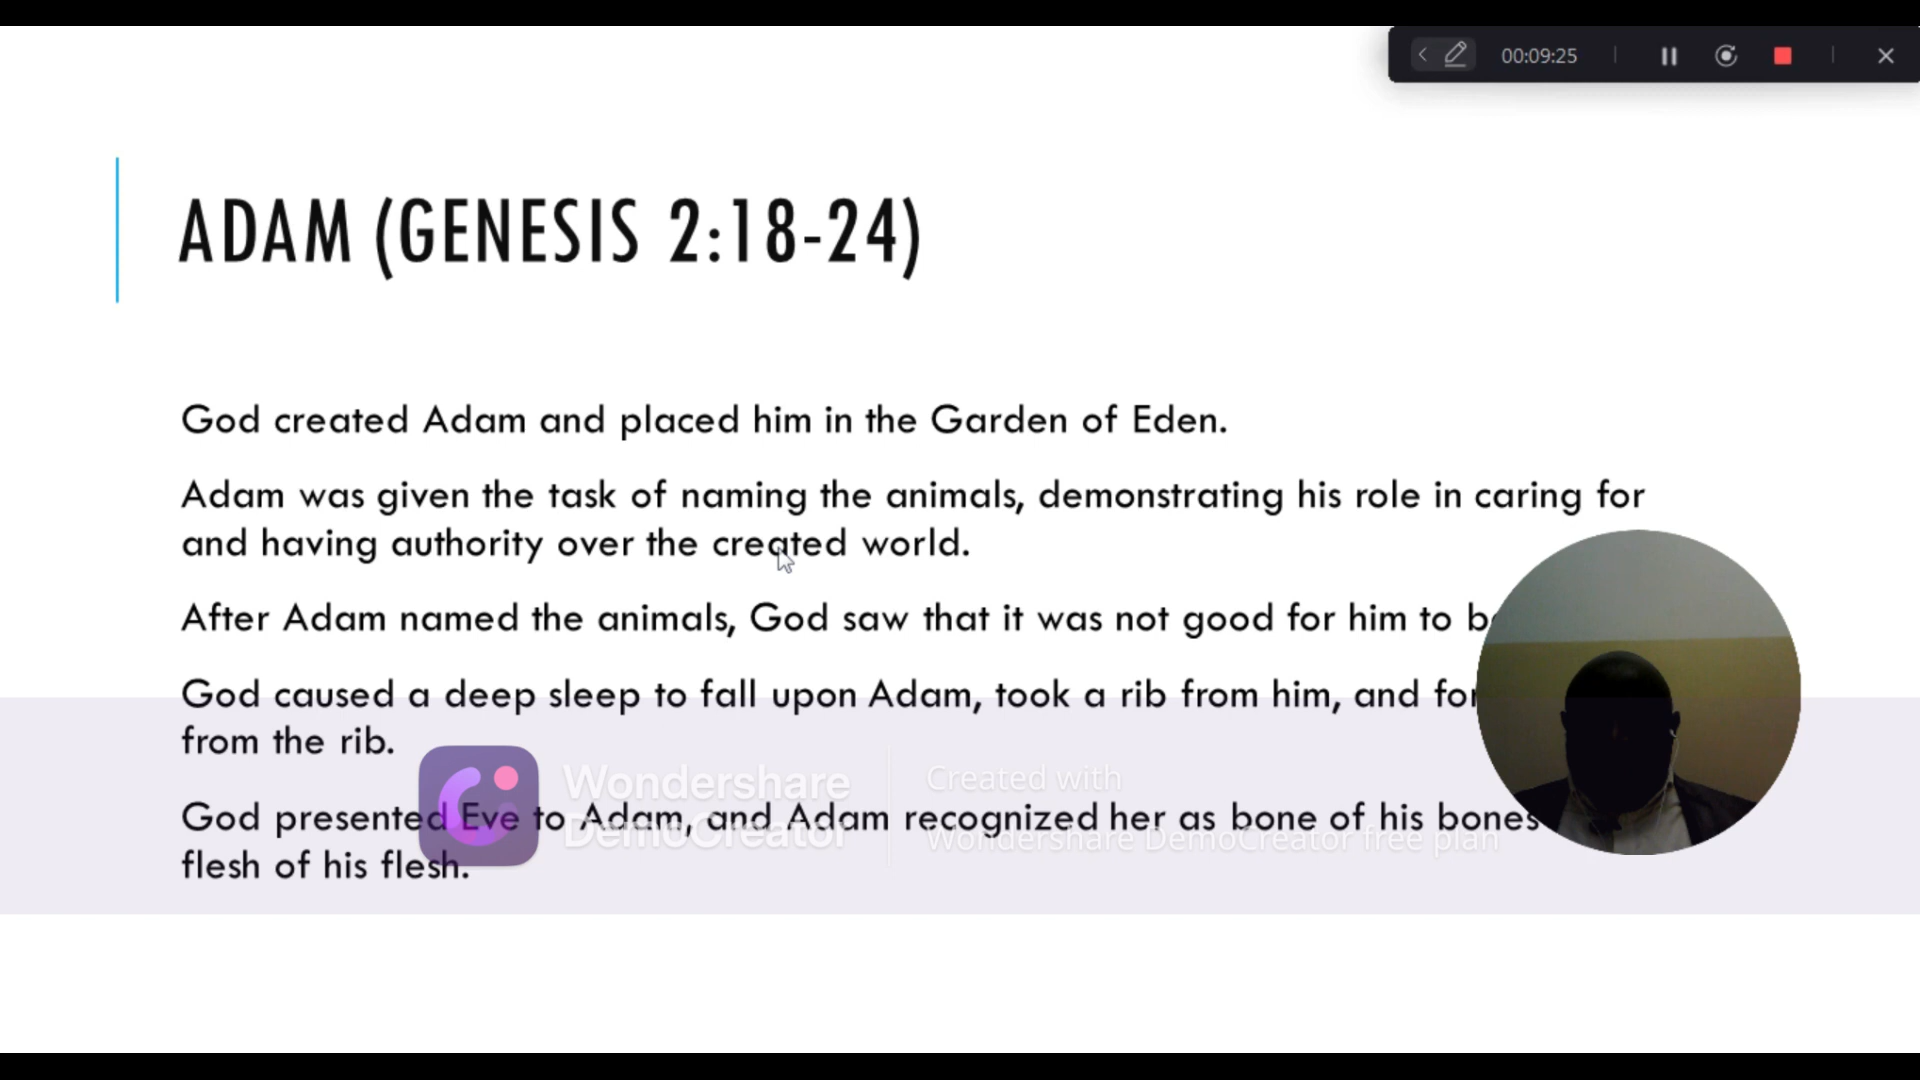 00:09:25
ADAM (GENESIS 2:18-24)
God created Adam and placed him in the Garden of Eden.
Adam was given the task of naming the animals, demonstrating his role in caring for
and having authority over the created world.
After Adam named the animals, God saw that it was not good for him to
God caused a deep sleep to fall upon Adam, took a rib from him, and
from the rib.
Wondershare
DemoCreator
Created with
Wondershare DemoCreator free plan
God presented Eve to Adam, and Adam recognized her as bone of his bones
flesh of his flesh.